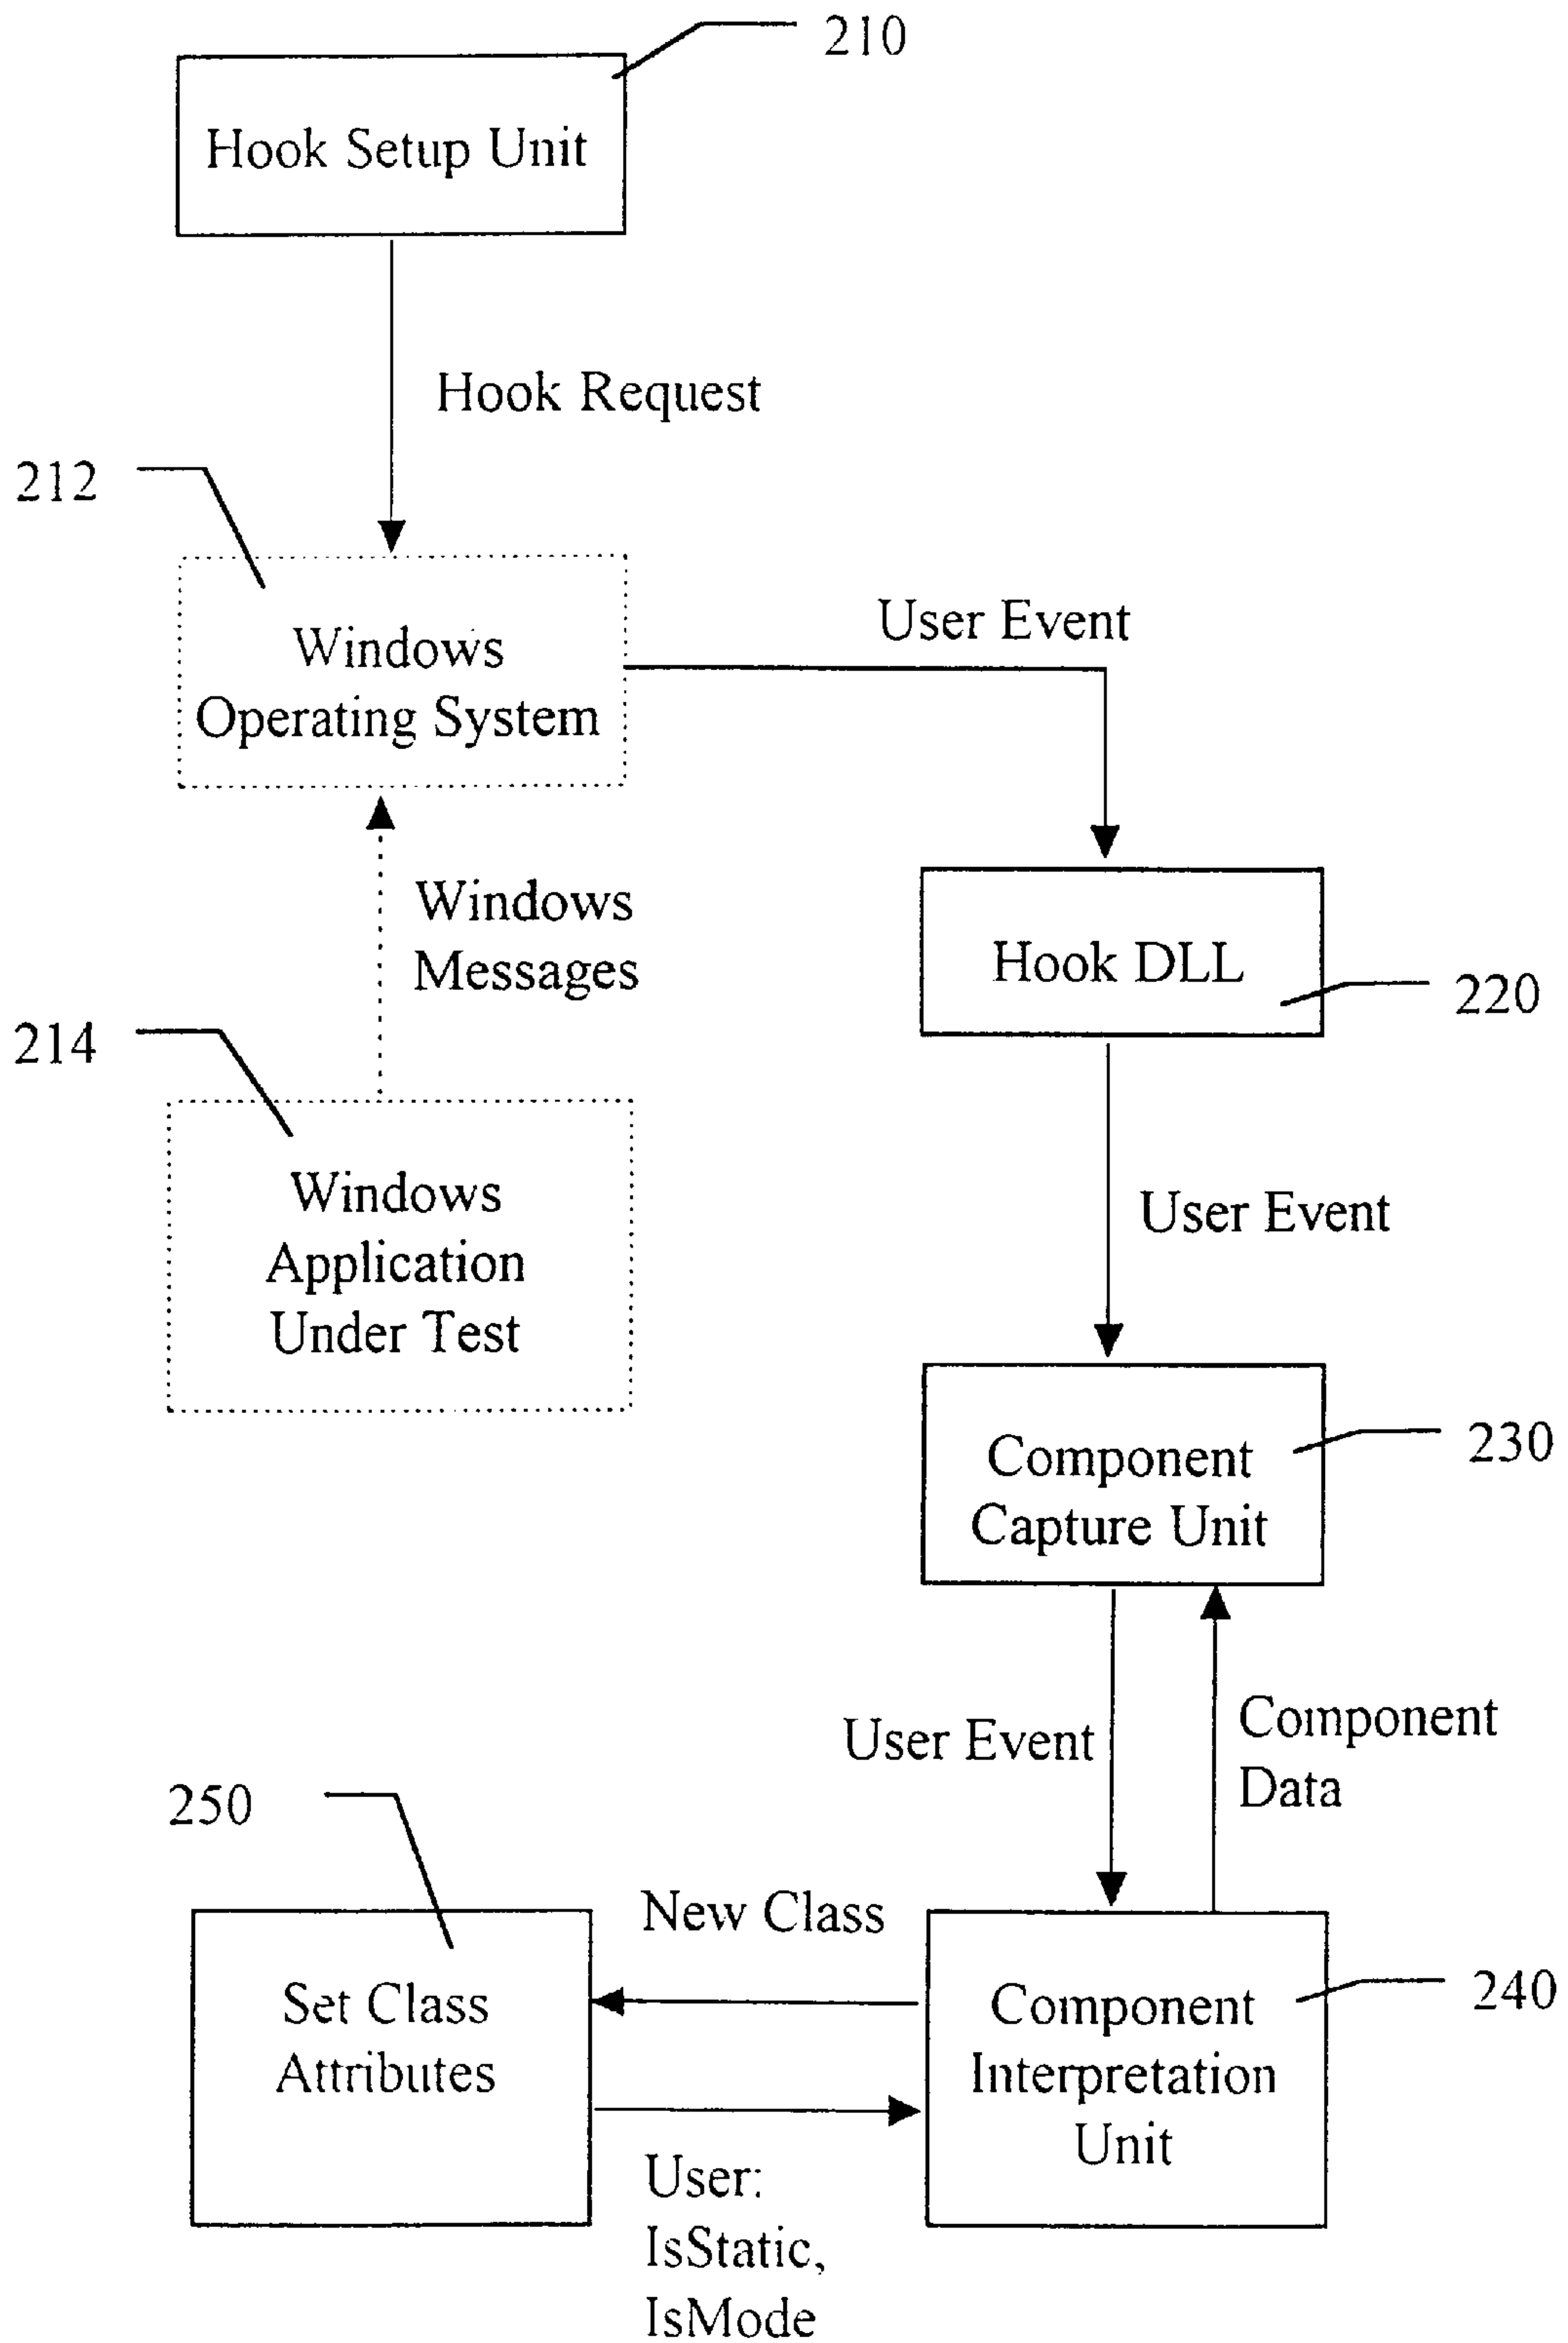 210
Hook Setup Unit
Hook Request
212
Windows
Operating System
User Event
Windows
Messages
Hook DLL
220
214
Windows
Application
Under Test
User Event
Component
Capture Unit
230
User Event
Component
Data
250
New Class
Set Class
Attributes
Component
Interpretation
Unit
240
User:
IsStatic,
IsMode